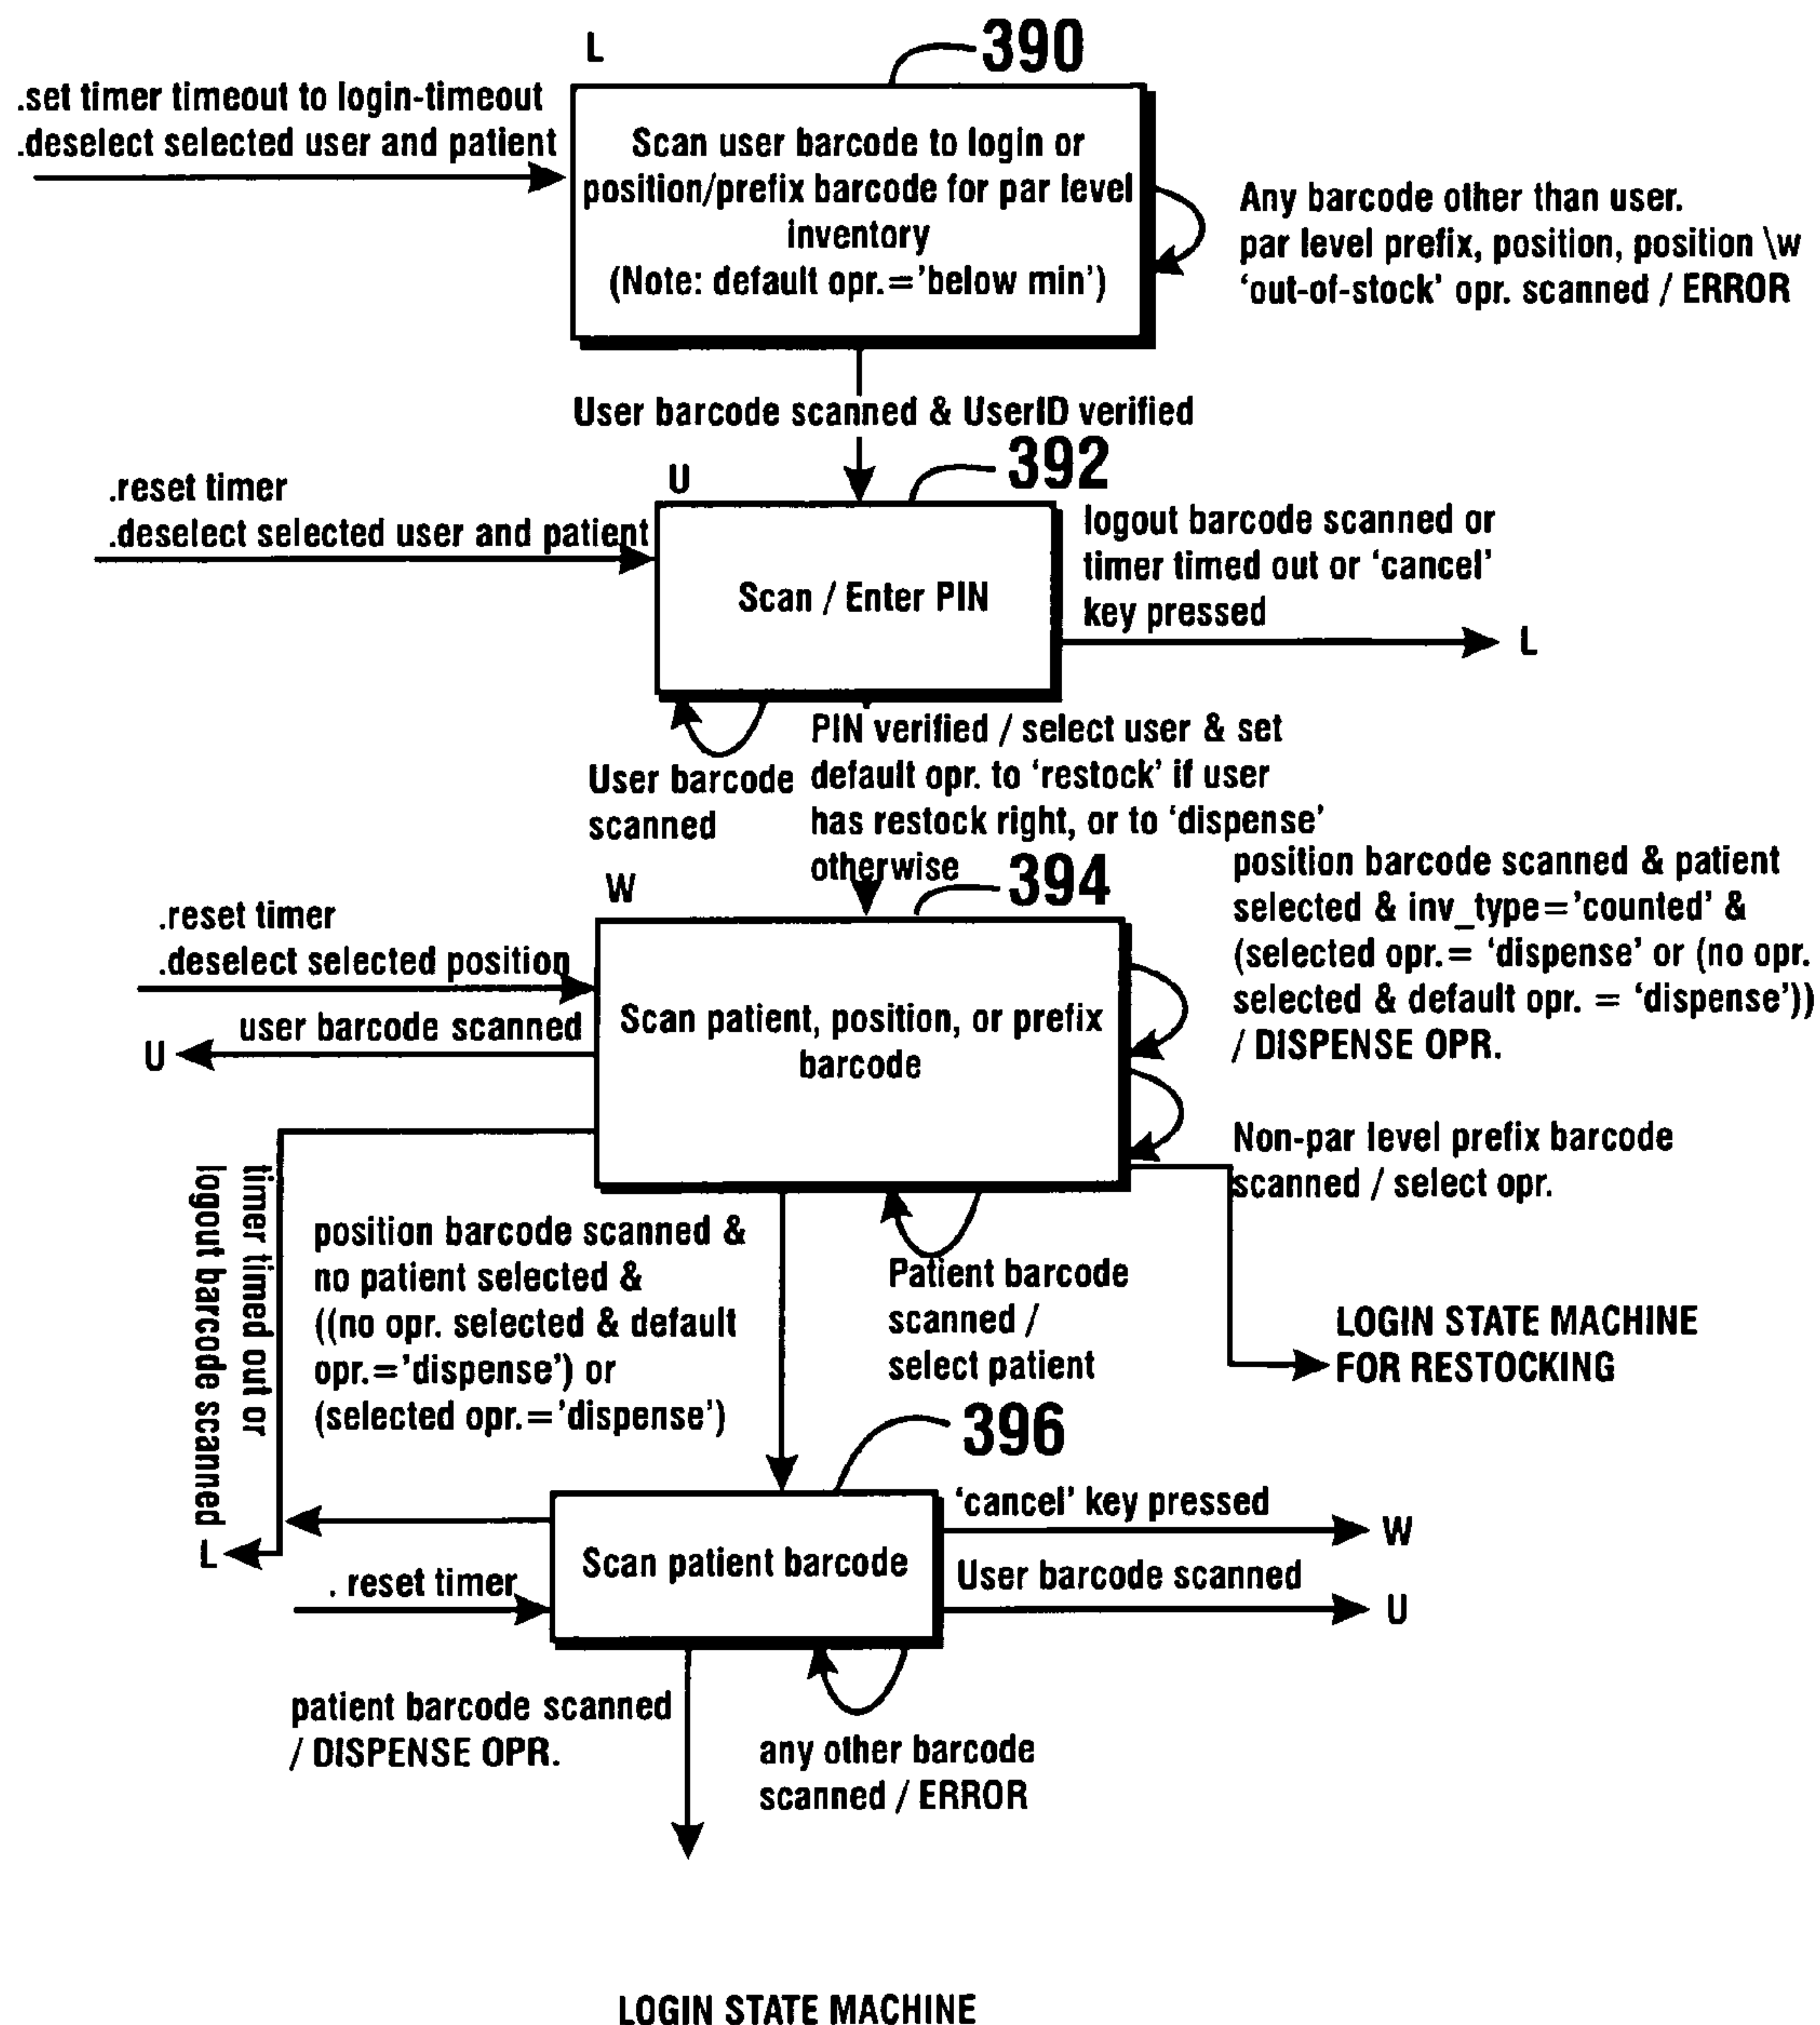 L
390
.set timer timeout to login-timeout
.deselect selected user and patient
Scan user barcode to login or
position/prefix barcode for par level
inventory
(Note: default opr.='below min')
Any barcode other than user.
par level prefix, position, position \w
'out-of-stock' opr. scanned / ERROR
User barcode scanned & UserID verified
U
392
.reset timer
.deselect selected user and patient
Scan / Enter PIN
logout barcode scanned or
timer timed out or 'cancel'
key pressed
L
User barcode
scanned
PIN verified / select user & set
default opr. to 'restock' if user
has restock right, or to 'dispense'
otherwise
W
394
.reset timer
.deselect selected position
user barcode scanned
U
Scan patient, position, or prefix
barcode
position barcode scanned & patient
selected & inv_type='counted' &
(selected opr.= 'dispense' or (no opr.
selected & default opr. = 'dispense'))
/ DISPENSE OPR.
Non-par level prefix barcode
scanned / select opr.
timer timed out or
logout barcode scanned
position barcode scanned &
no patient selected &
((no opr. selected & default
opr.='dispense') or
(selected opr.='dispense')
Patient barcode
scanned /
select patient
LOGIN STATE MACHINE
FOR RESTOCKING
396
L
. reset timer
Scan patient barcode
'cancel' key pressed
W
User barcode scanned
U
patient barcode scanned
/ DISPENSE OPR.
any other barcode
scanned / ERROR
LOGIN STATE MACHINE